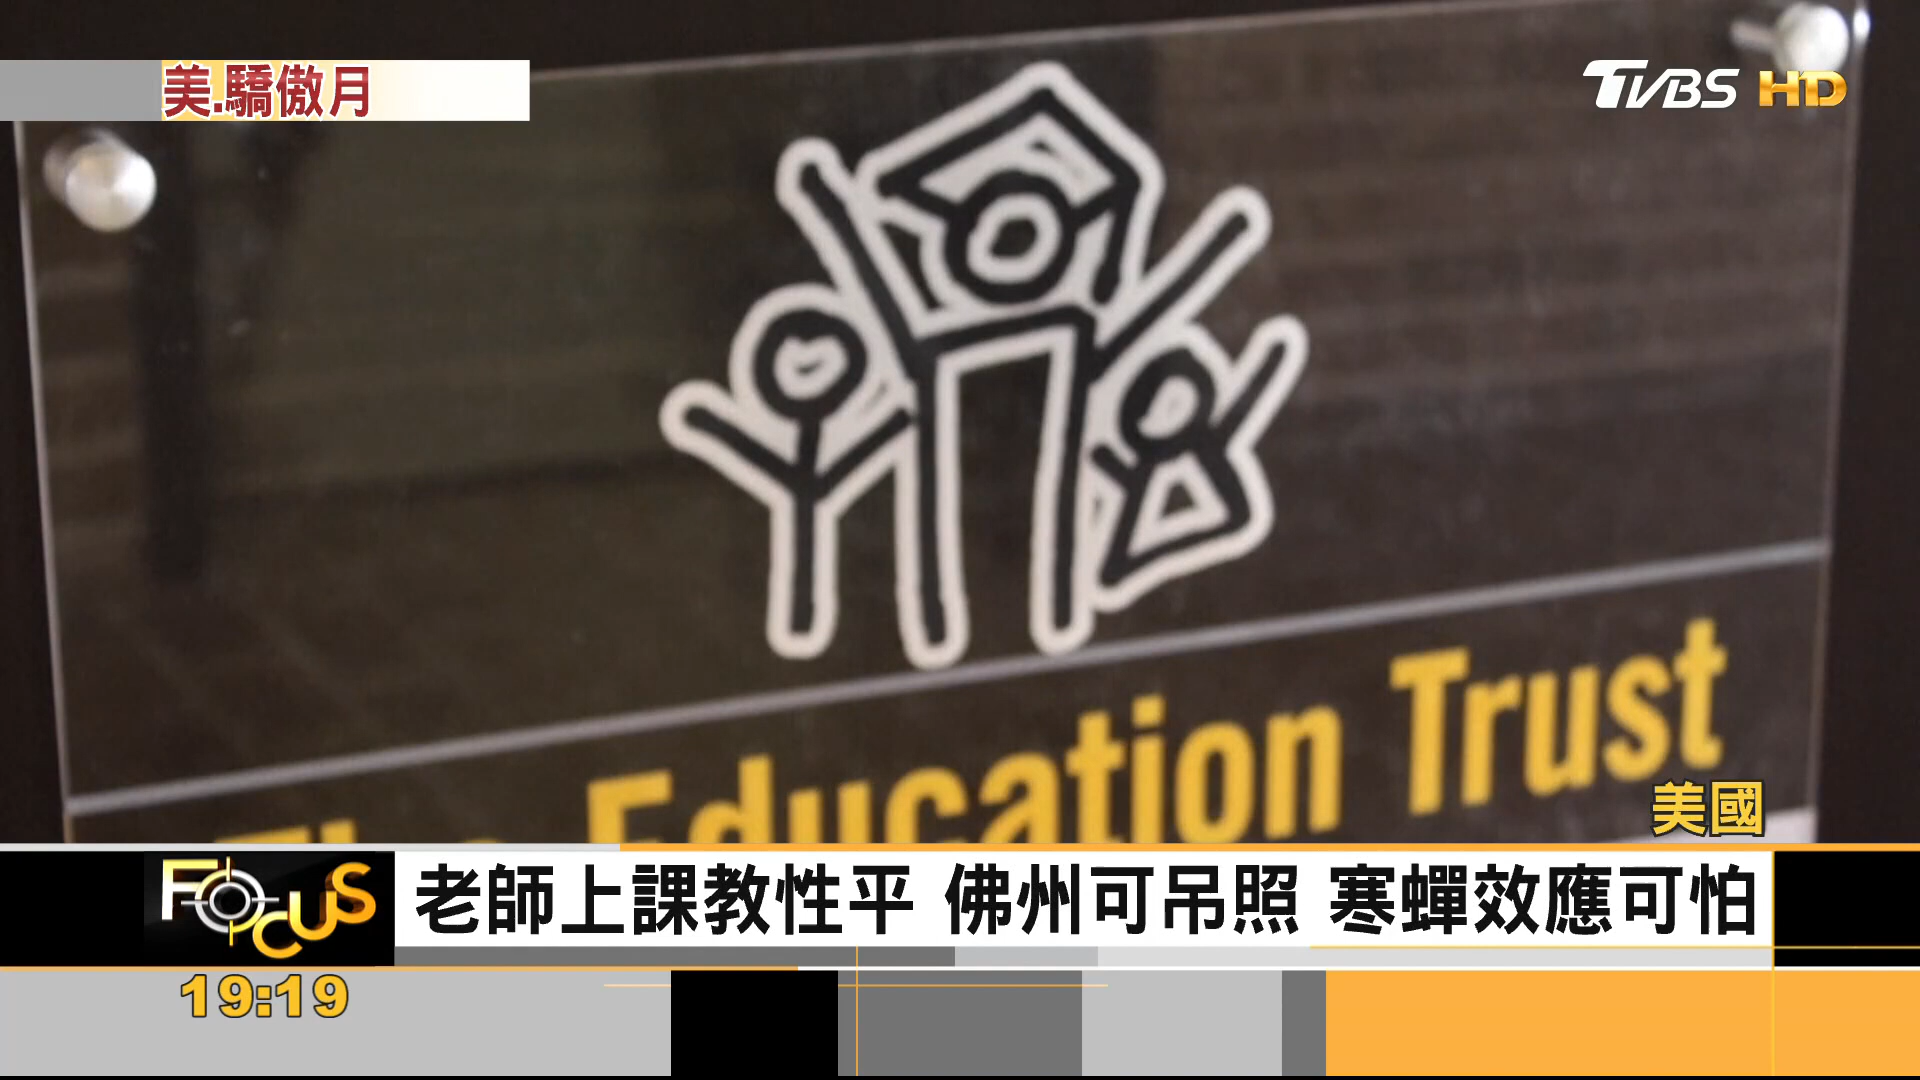 美.驕傲月
TVBS HD
The Education Trust
美國
FOCUS
老師上課教性平 佛州可吊照 寒蟬效應可怕
19:19